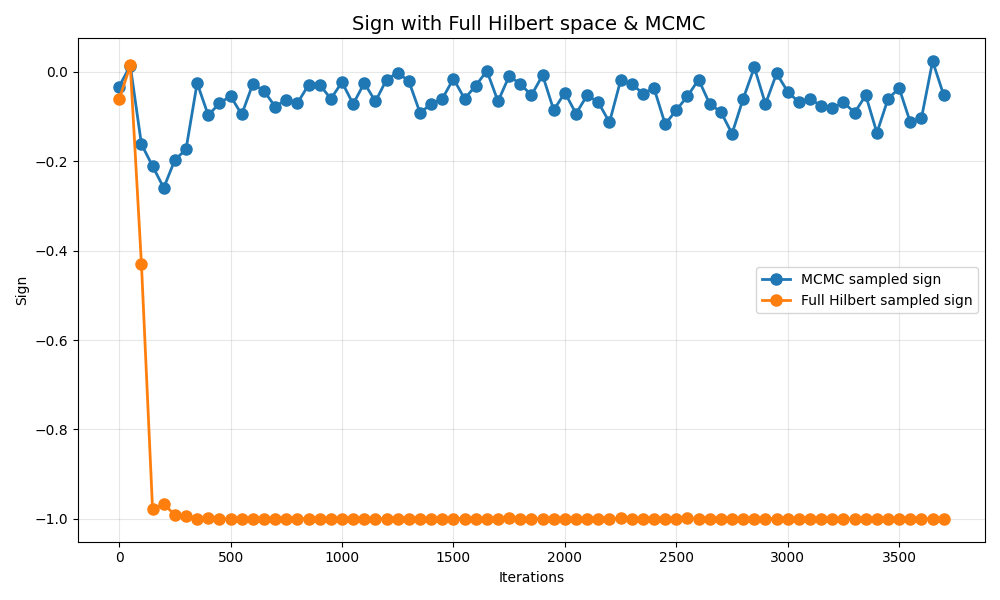 Sign with Full Hilbert space & MCMC
0.0
−0.2
−0.4
−0.6
−0.8
−1.0
Sign
MCMC sampled sign
Full Hilbert sampled sign
0 500 1000 1500 2000 2500 3000 3500
Iterations